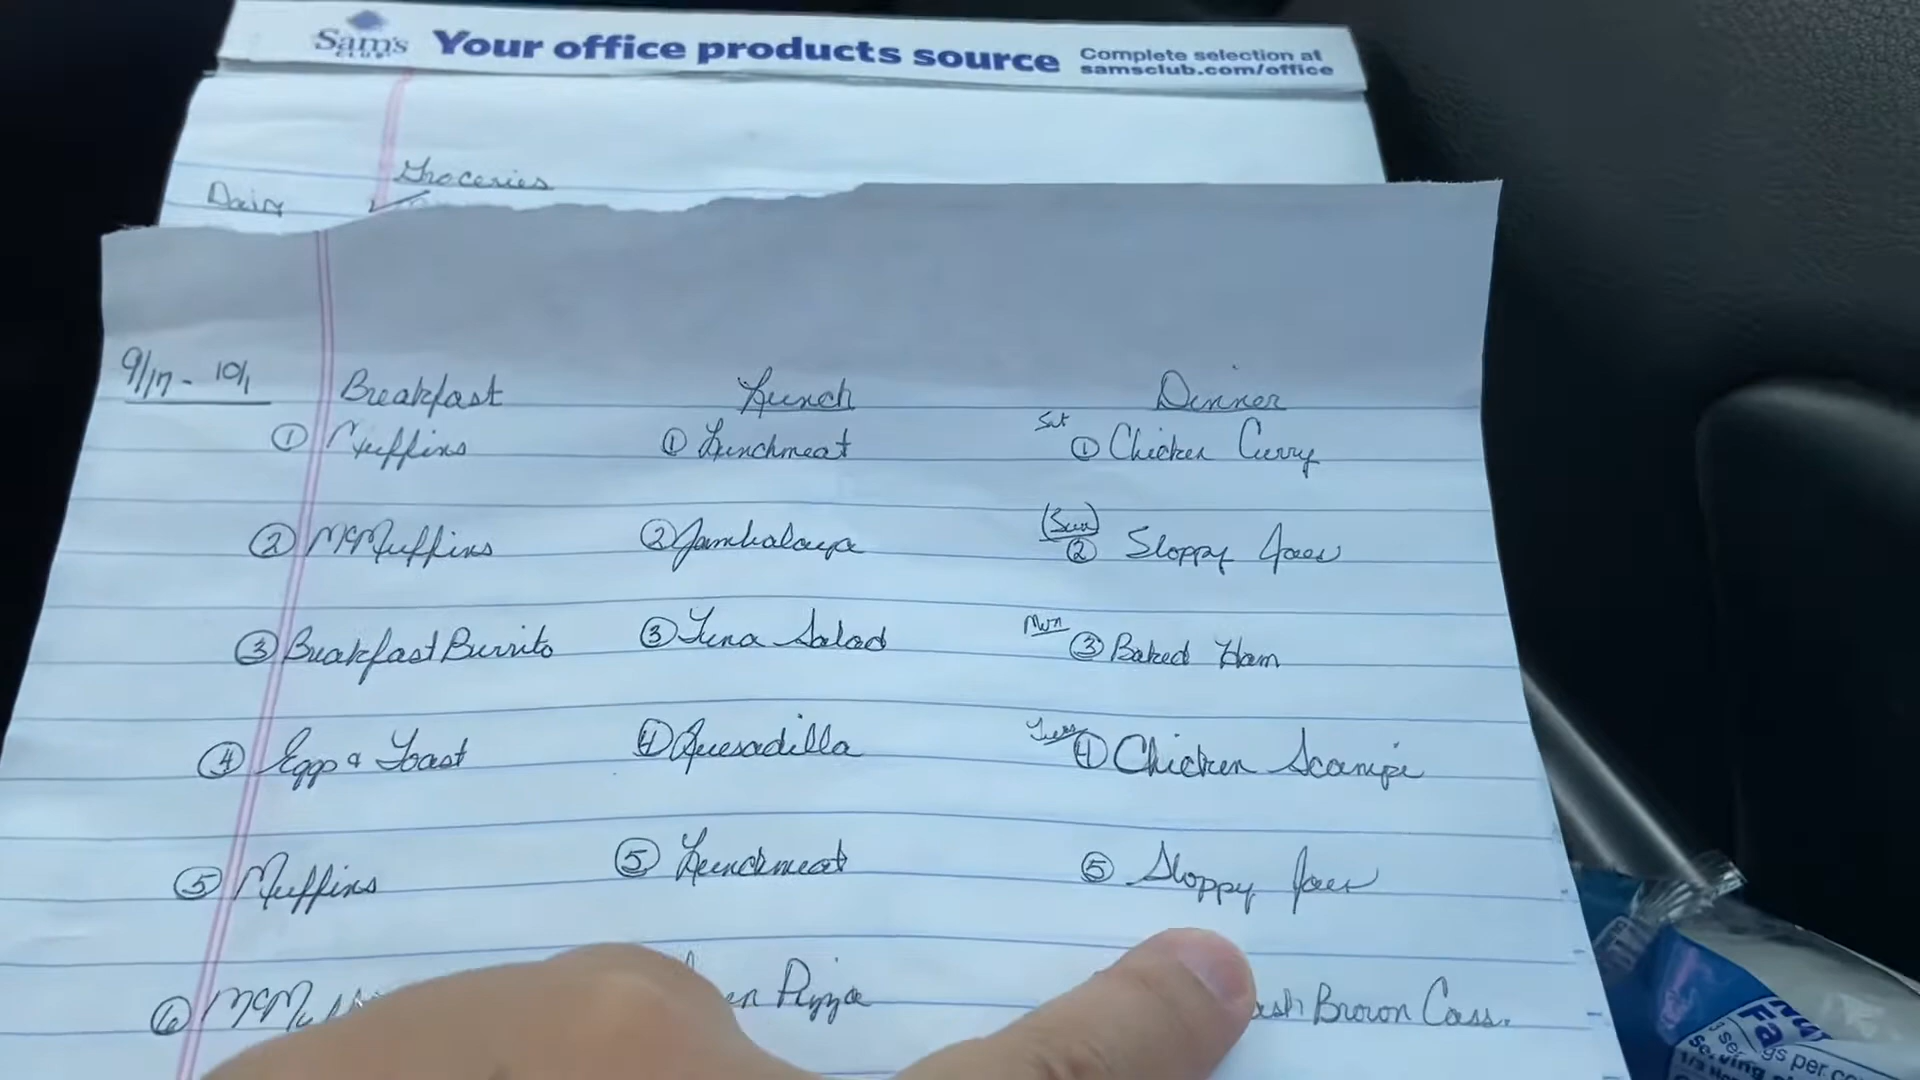 Sam's CLUB Your office products source Complete selection at
samsclub.com/office
Groceries
Dairy
9/17 - 10/1 Breakfast Lunch Dinner
Sat
① Muffins ① Lunchmeat ① Chicken Curry
(Sun)
② McMuffins ② Jambalaya ② Sloppy Joes
Mon
③ Breakfast Burrito ③ Tuna Salad ③ Baked Ham
Tues
④ Eggs & Toast ④ Quesadilla ④ Chicken Scampi
⑤ Muffins ⑤ Lunchmeat ⑤ Sloppy Joes
⑥ Pizza Brown Cass.